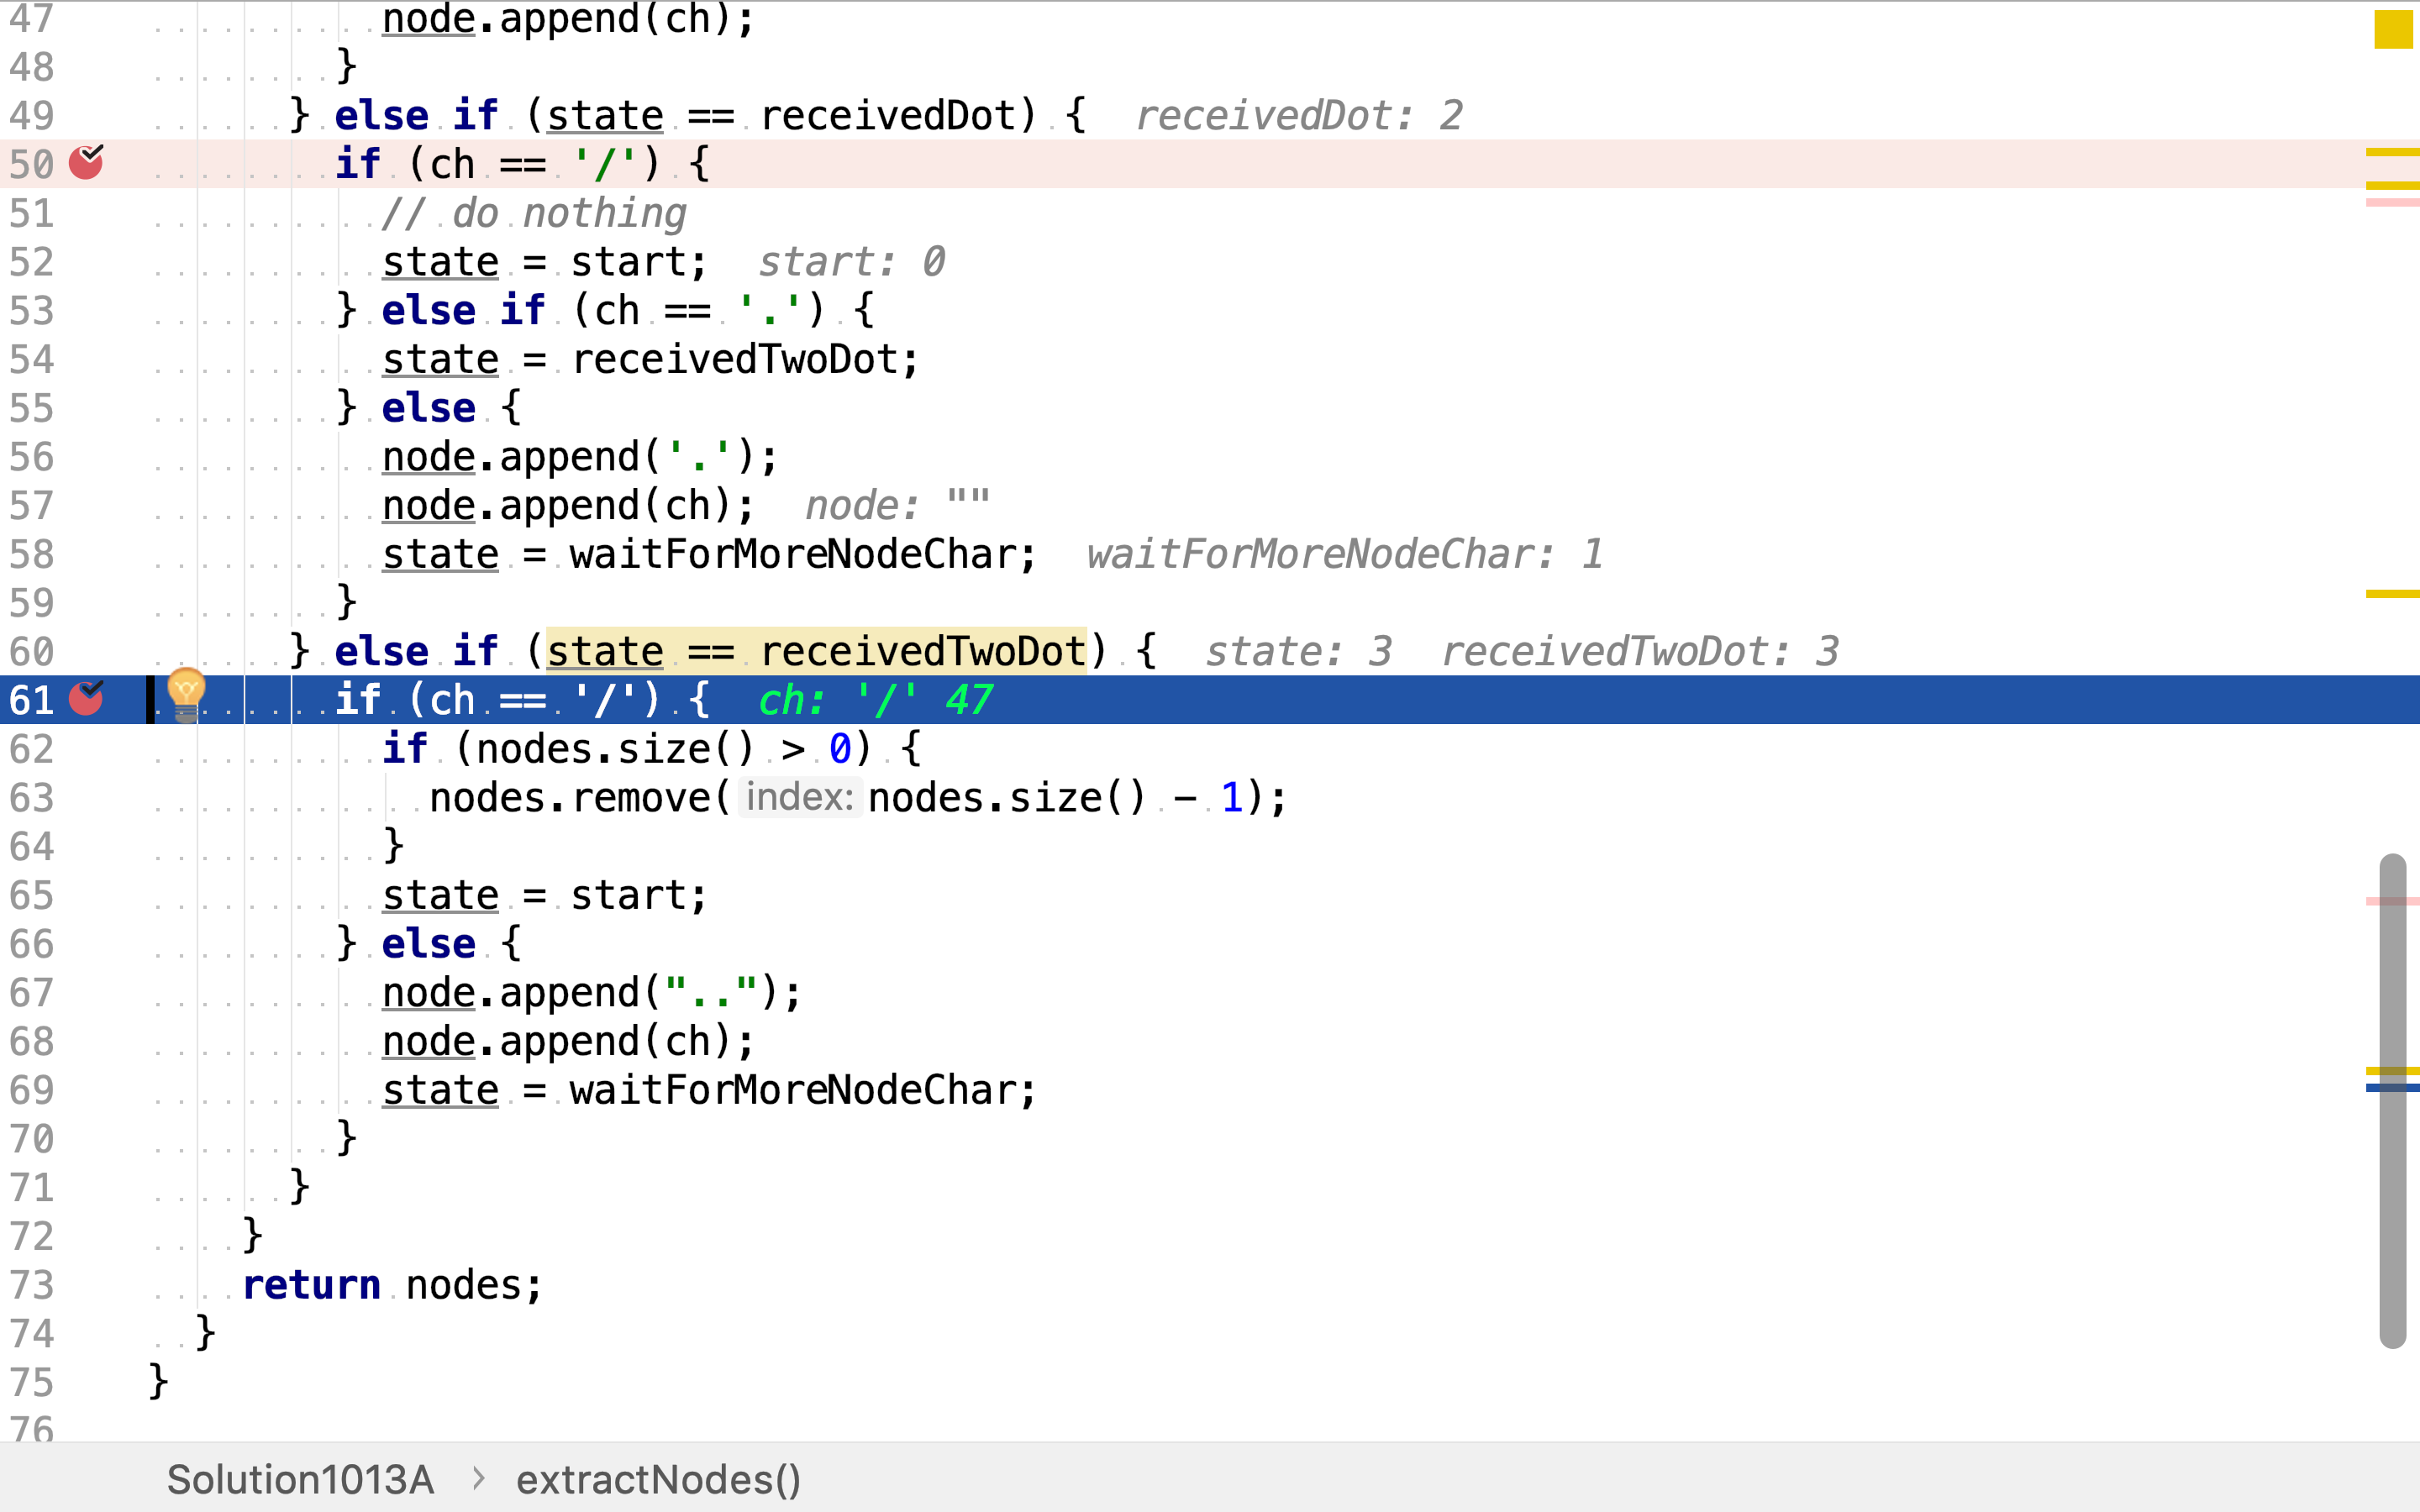 47 node.append(ch);
48 }
49 } else if (state == receivedDot) { receivedDot: 2
50 if (ch == '/') {
51 // do nothing
52 state = start; start: 0
53 } else if (ch == '.') {
54 state = receivedTwoDot;
55 } else {
56 node.append('.');
57 node.append(ch); node: ""
58 state = waitForMoreNodeChar; waitForMoreNodeChar: 1
59 }
60 } else if (state == receivedTwoDot) { state: 3 receivedTwoDot: 3
61 if (ch == '/') { ch: '/' 47
62 if (nodes.size() > 0) {
63 nodes.remove( index: nodes.size() - 1);
64 }
65 state = start;
66 } else {
67 node.append("..");
68 node.append(ch);
69 state = waitForMoreNodeChar;
70 }
71 }
72 }
73 return nodes;
74 }
75 }
76
Solution1013A > extractNodes()